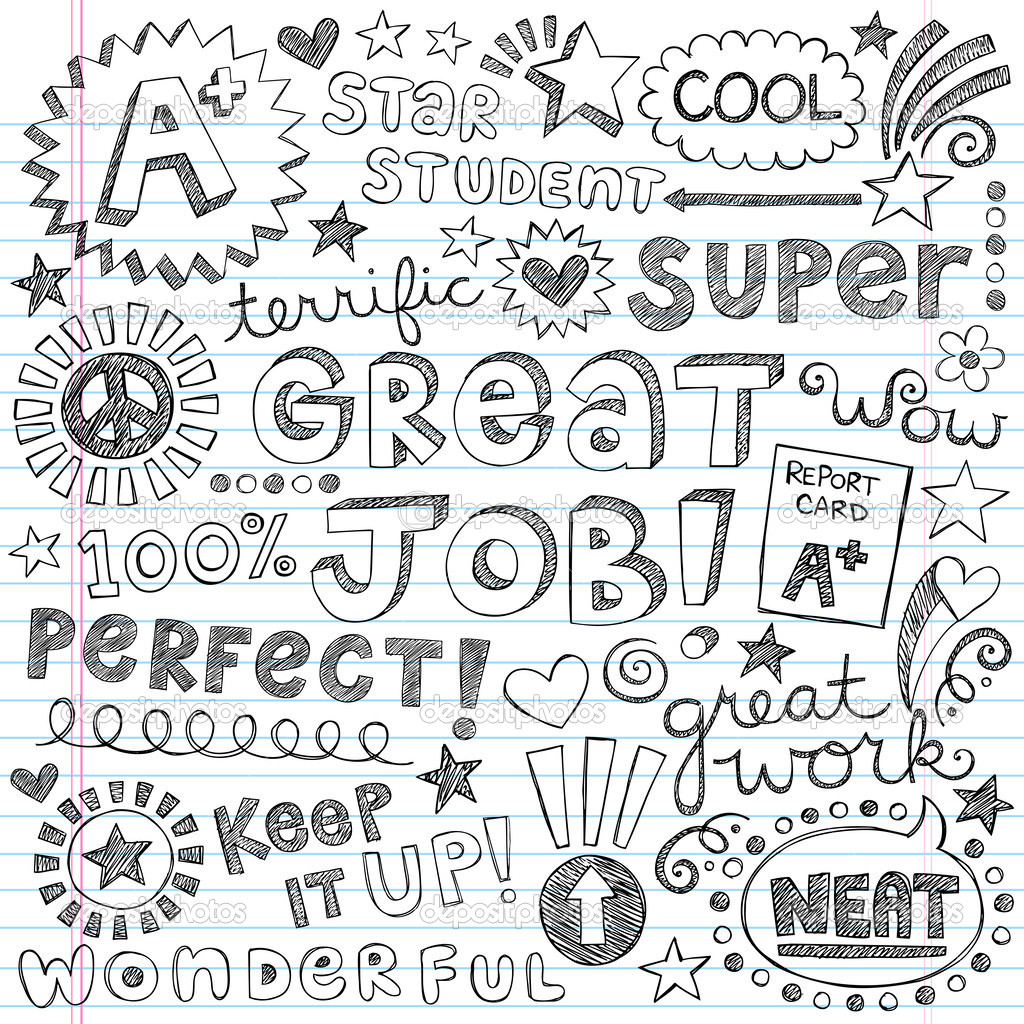 A+
STaR
STUDENT
COOL
terrific
SUPer
GReaT
Wow
JOB!
REPORT
CARD
A+
100%
PeRFecT!
great
work
Keep
IT UP!
NEAT
WONDERFUL
depositphotos